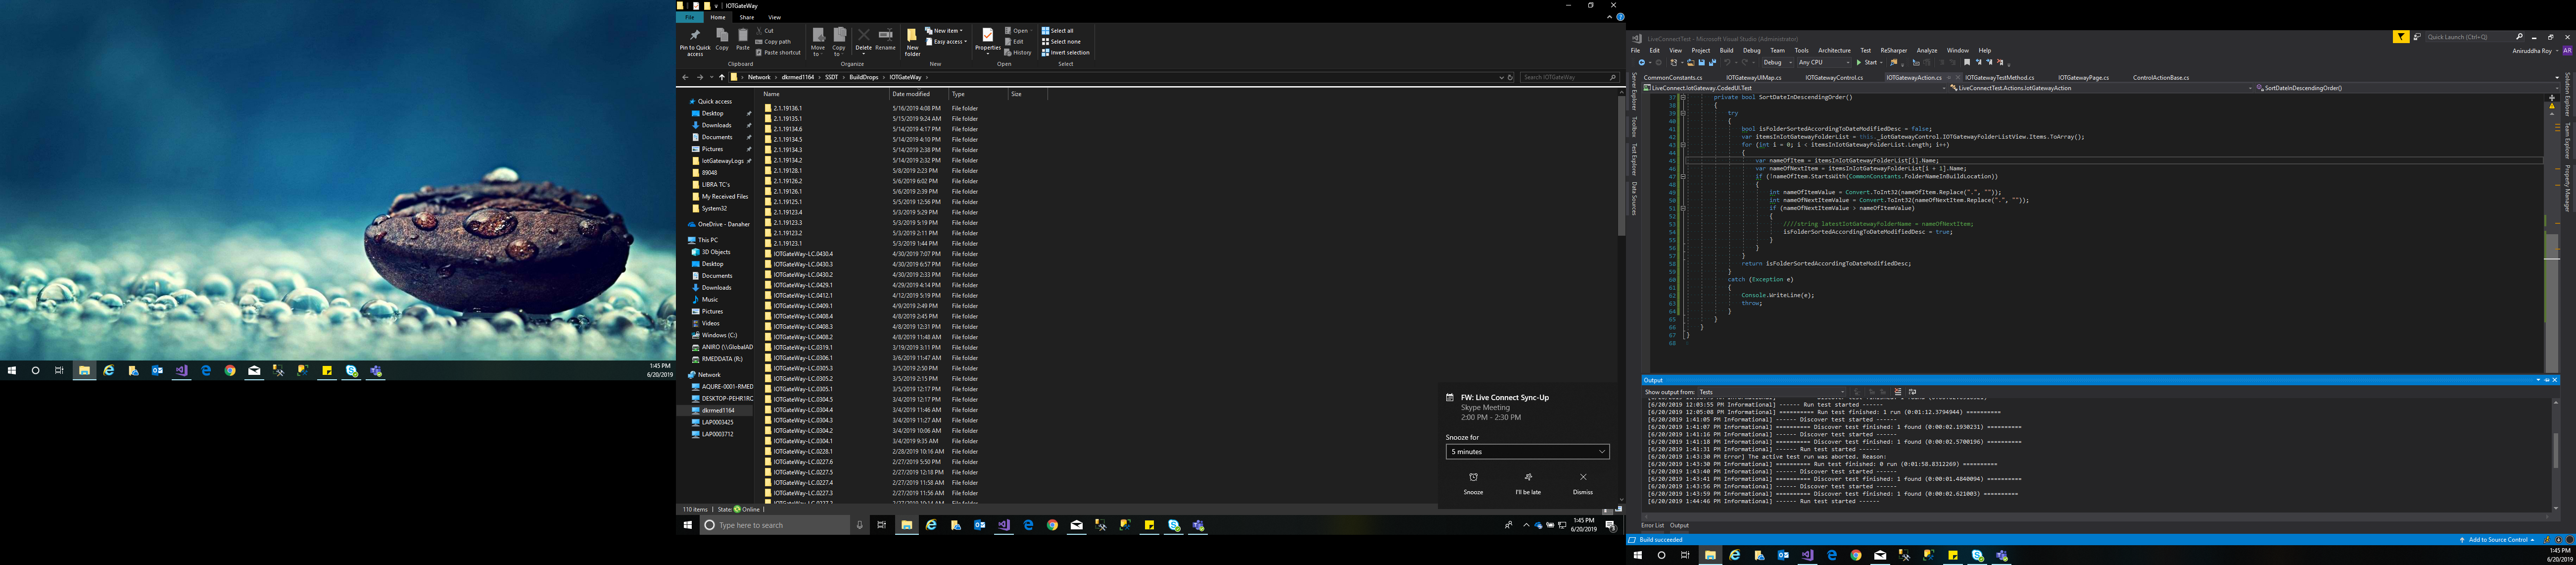 1:45 PM
6/20/2019
IOTGateWay
File Home Share View
Pin to Quick access
Copy
Paste
Cut
Copy path
Paste shortcut
Clipboard
Move to
Copy to
Delete
Rename
Organize
New folder
New item
Easy access
New
Properties
Open
Edit
History
Open
Select all
Select none
Invert selection
Select
Network > dkrmed1164 > SSDT > BuildDrops > IOTGateWay
Search IOTGateWay
Quick access
Desktop
Downloads
Documents
Pictures
IotGatewayLogs
89048
LIBRA TC's
My Received Files
System32
OneDrive - Danaher
This PC
3D Objects
Desktop
Documents
Downloads
Music
Pictures
Videos
Windows (C:)
ANIRO (\\GlobalAD
RMEDDATA (R:)
Network
AQURE-0001-RMED
DESKTOP-PEHR1RC
dkrmed1164
LAP0003425
LAP0003712
Name Date modified Type Size
2.1.19136.1 5/16/2019 4:08 PM File folder
2.1.19135.1 5/15/2019 9:24 AM File folder
2.1.19134.6 5/14/2019 4:17 PM File folder
2.1.19134.5 5/14/2019 4:10 PM File folder
2.1.19134.3 5/14/2019 2:38 PM File folder
2.1.19134.2 5/14/2019 2:32 PM File folder
2.1.19128.1 5/8/2019 2:23 PM File folder
2.1.19126.2 5/6/2019 6:02 PM File folder
2.1.19126.1 5/6/2019 2:39 PM File folder
2.1.19125.1 5/5/2019 12:56 PM File folder
2.1.19123.4 5/3/2019 5:29 PM File folder
2.1.19123.3 5/3/2019 5:19 PM File folder
2.1.19123.2 5/3/2019 2:11 PM File folder
2.1.19123.1 5/3/2019 1:44 PM File folder
IOTGateWay-LC.0430.4 4/30/2019 7:07 PM File folder
IOTGateWay-LC.0430.3 4/30/2019 6:57 PM File folder
IOTGateWay-LC.0430.2 4/30/2019 2:33 PM File folder
IOTGateWay-LC.0429.1 4/29/2019 4:14 PM File folder
IOTGateWay-LC.0412.1 4/12/2019 5:19 PM File folder
IOTGateWay-LC.0409.1 4/9/2019 2:49 PM File folder
IOTGateWay-LC.0408.4 4/8/2019 2:45 PM File folder
IOTGateWay-LC.0408.3 4/8/2019 12:31 PM File folder
IOTGateWay-LC.0408.2 4/8/2019 11:48 AM File folder
IOTGateWay-LC.0319.1 3/19/2019 3:11 PM File folder
IOTGateWay-LC.0306.1 3/6/2019 11:47 AM File folder
IOTGateWay-LC.0305.3 3/5/2019 2:50 PM File folder
IOTGateWay-LC.0305.2 3/5/2019 2:15 PM File folder
IOTGateWay-LC.0305.1 3/5/2019 12:17 PM File folder
IOTGateWay-LC.0304.5 3/4/2019 12:17 PM File folder
IOTGateWay-LC.0304.4 3/4/2019 11:46 AM File folder
IOTGateWay-LC.0304.3 3/4/2019 11:27 AM File folder
IOTGateWay-LC.0304.2 3/4/2019 10:06 AM File folder
IOTGateWay-LC.0304.1 3/4/2019 9:35 AM File folder
IOTGateWay-LC.0228.1 2/28/2019 10:16 AM File folder
IOTGateWay-LC.0227.6 2/27/2019 5:50 PM File folder
IOTGateWay-LC.0227.5 2/27/2019 12:18 PM File folder
IOTGateWay-LC.0227.4 2/27/2019 11:58 AM File folder
IOTGateWay-LC.0227.3 2/27/2019 11:56 AM File folder
110 items State: Online
FW: Live Connect Sync-Up
Skype Meeting
2:00 PM - 2:30 PM
Snooze for
5 minutes
Snooze I'll be late Dismiss
Type here to search
1:45 PM
6/20/2019
LiveConnectTest - Microsoft Visual Studio (Administrator)
Quick Launch (Ctrl+Q)
File Edit View Project Build Debug Team Tools Architecture Test ReSharper Analyze Window Help
Aniruddha Roy AR
Debug Any CPU Start
CommonConstants.cs IOTGatewayUIMap.cs IOTGatewayControl.cs IOTGatewayAction.cs IOTGatewayTestMethod.cs IOTGatewayPage.cs ControlActionBase.cs
LiveConnect.IotGateway.CodedUI.Test LiveConnectTest.Actions.IotGatewayAction SortDateInDescendingOrder()
Server Explorer
Toolbox
Test Explorer
Data Sources
Solution Explorer
Team Explorer
Property Manager
37 private bool SortDateInDescendingOrder()
38 {
39 try
40 {
41 bool isFolderSortedAccordingToDateModifiedDesc = false;
42 var itemsInIotGatewayFolderList = this._iotGatewayControl.IOTGatewayFolderListView.Items.ToArray();
43 for (int i = 0; i < itemsInIotGatewayFolderList.Length; i++)
44 {
45 var nameOfItem = itemsInIotGatewayFolderList[i].Name;
46 var nameOfNextItem = itemsInIotGatewayFolderList[i + 1].Name;
47 if (!nameOfItem.StartsWith(CommonConstants.FolderNameInBuildLocation))
48 {
49 int nameOfItemValue = Convert.ToInt32(nameOfItem.Replace(".", ""));
50 int nameOfNextItemValue = Convert.ToInt32(nameOfNextItem.Replace(".", ""));
51 if (nameOfNextItemValue > nameOfItemValue)
52 {
53 ////string latestIotGatewayFolderName = nameOfNextItem;
54 isFolderSortedAccordingToDateModifiedDesc = true;
55 }
56 }
57 }
58 return isFolderSortedAccordingToDateModifiedDesc;
59 }
60 catch (Exception e)
61 {
62 Console.WriteLine(e);
63 throw;
64 }
65 }
66 }
67 }
68
Output
Show output from: Tests
[6/20/2019 12:03:55 PM Informational] ------ Run test started ------
[6/20/2019 12:05:08 PM Informational] ========== Run test finished: 1 run (0:01:12.3794944) ==========
[6/20/2019 1:41:05 PM Informational] ------ Discover test started ------
[6/20/2019 1:41:07 PM Informational] ========== Discover test finished: 1 found (0:00:02.1930231) ==========
[6/20/2019 1:41:16 PM Informational] ------ Discover test started ------
[6/20/2019 1:41:18 PM Informational] ========== Discover test finished: 1 found (0:00:02.5700196) ==========
[6/20/2019 1:41:31 PM Informational] ------ Run test started ------
[6/20/2019 1:43:30 PM Error] The active test run was aborted. Reason:
[6/20/2019 1:43:30 PM Informational] ========== Run test finished: 0 run (0:01:58.8312269) ==========
[6/20/2019 1:43:40 PM Informational] ------ Discover test started ------
[6/20/2019 1:43:41 PM Informational] ========== Discover test finished: 1 found (0:00:01.4840094) ==========
[6/20/2019 1:43:56 PM Informational] ------ Discover test started ------
[6/20/2019 1:43:59 PM Informational] ========== Discover test finished: 1 found (0:00:02.621003) ==========
[6/20/2019 1:44:46 PM Informational] ------ Run test started ------
Error List Output
Build succeeded
Add to Source Control
1:45 PM
6/20/2019